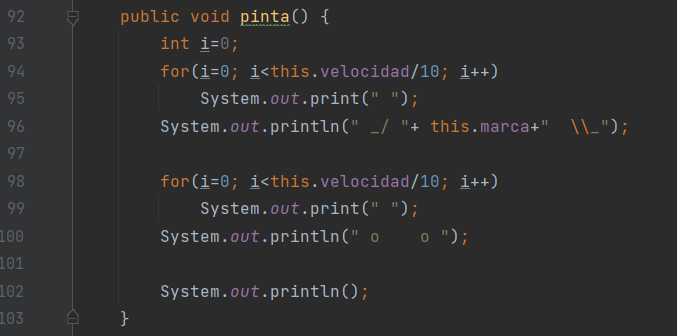 92 public void pinta() {
93 int i=0;
94 for(i=0; i<this.velocidad/10; i++)
95 System.out.print(" ");
96 System.out.println(" _/ "+ this.marca+"  \\_");
97
98 for(i=0; i<this.velocidad/10; i++)
99 System.out.print(" ");
100 System.out.println(" o    o ");
101
102 System.out.println();
103 }